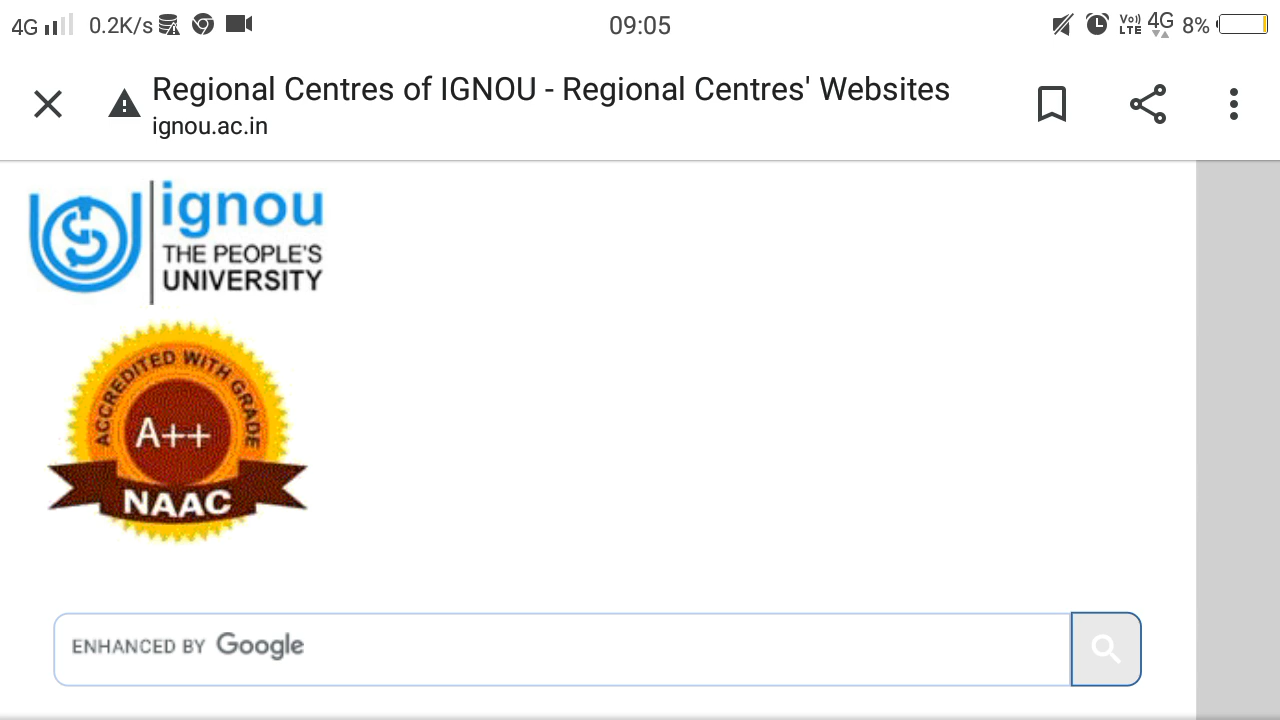 4G 0.2K/s 09:05 Vo)) LTE 4G 8%
Regional Centres of IGNOU - Regional Centres' Websites
ignou.ac.in
ignou
THE PEOPLE'S
UNIVERSITY
ACCREDITED WITH GRADE
A++
NAAC
ENHANCED BY Google